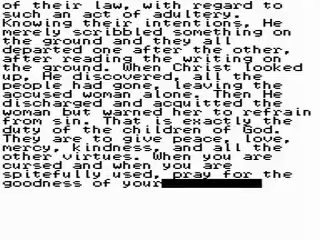 of their law, with regard to
such an act of adultery.
Knowing their intentions, He
merely scribbled something on
the ground and they all
departed one after the other,
after reading the writing on
the ground. When Christ looked
up, He discovered, all the
people had gone, leaving the
accused woman alone. Then He
discharged and acquitted the
woman but warned her to refrain
from sin. That is exactly the
duty of the children of God.
They are to give peace, love,
mercy, kindness, and all the
other virtues. When you are
cursed and when you are
spitefully used, pray for the
goodness of your